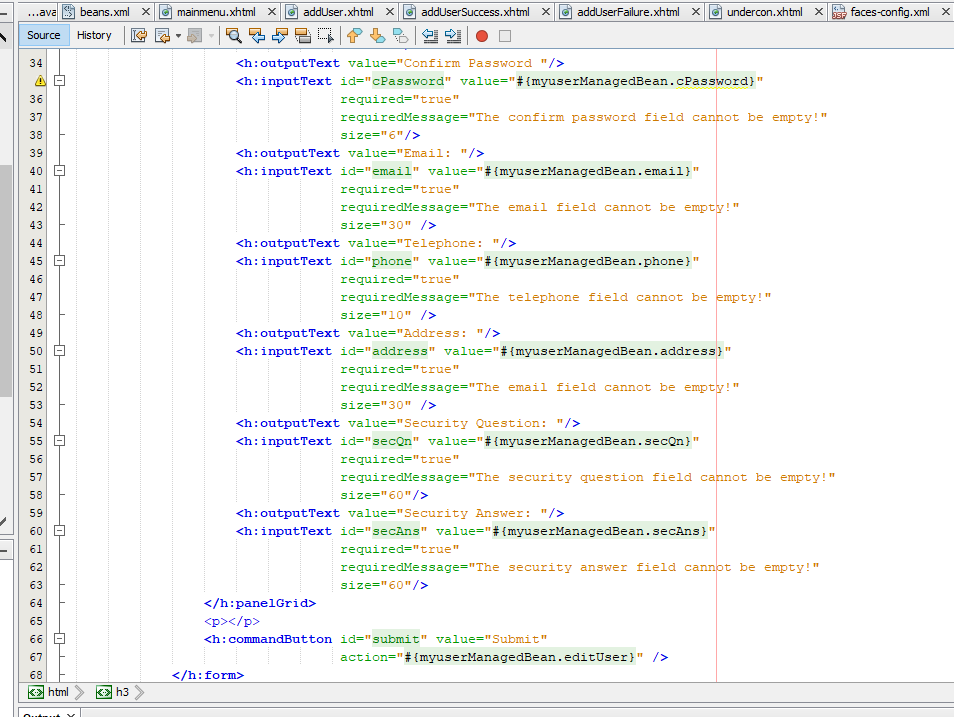 ...ava beans.xml mainmenu.xhtml addUser.xhtml addUserSuccess.xhtml addUserFailure.xhtml undercon.xhtml faces-config.xml
Source History
34 <h:outputText value="Confirm Password "/>
<h:inputText id="cPassword" value="#{myuserManagedBean.cPassword}"
36 required="true"
37 requiredMessage="The confirm password field cannot be empty!"
38 size="6"/>
39 <h:outputText value="Email: "/>
40 <h:inputText id="email" value="#{myuserManagedBean.email}"
41 required="true"
42 requiredMessage="The email field cannot be empty!"
43 size="30" />
44 <h:outputText value="Telephone: "/>
45 <h:inputText id="phone" value="#{myuserManagedBean.phone}"
46 required="true"
47 requiredMessage="The telephone field cannot be empty!"
48 size="10" />
49 <h:outputText value="Address: "/>
50 <h:inputText id="address" value="#{myuserManagedBean.address}"
51 required="true"
52 requiredMessage="The email field cannot be empty!"
53 size="30" />
54 <h:outputText value="Security Question: "/>
55 <h:inputText id="secQn" value="#{myuserManagedBean.secQn}"
56 required="true"
57 requiredMessage="The security question field cannot be empty!"
58 size="60"/>
59 <h:outputText value="Security Answer: "/>
60 <h:inputText id="secAns" value="#{myuserManagedBean.secAns}"
61 required="true"
62 requiredMessage="The security answer field cannot be empty!"
63 size="60"/>
64 </h:panelGrid>
65 <p></p>
66 <h:commandButton id="submit" value="Submit"
67 action="#{myuserManagedBean.editUser}" />
68 </h:form>
html h3
Output